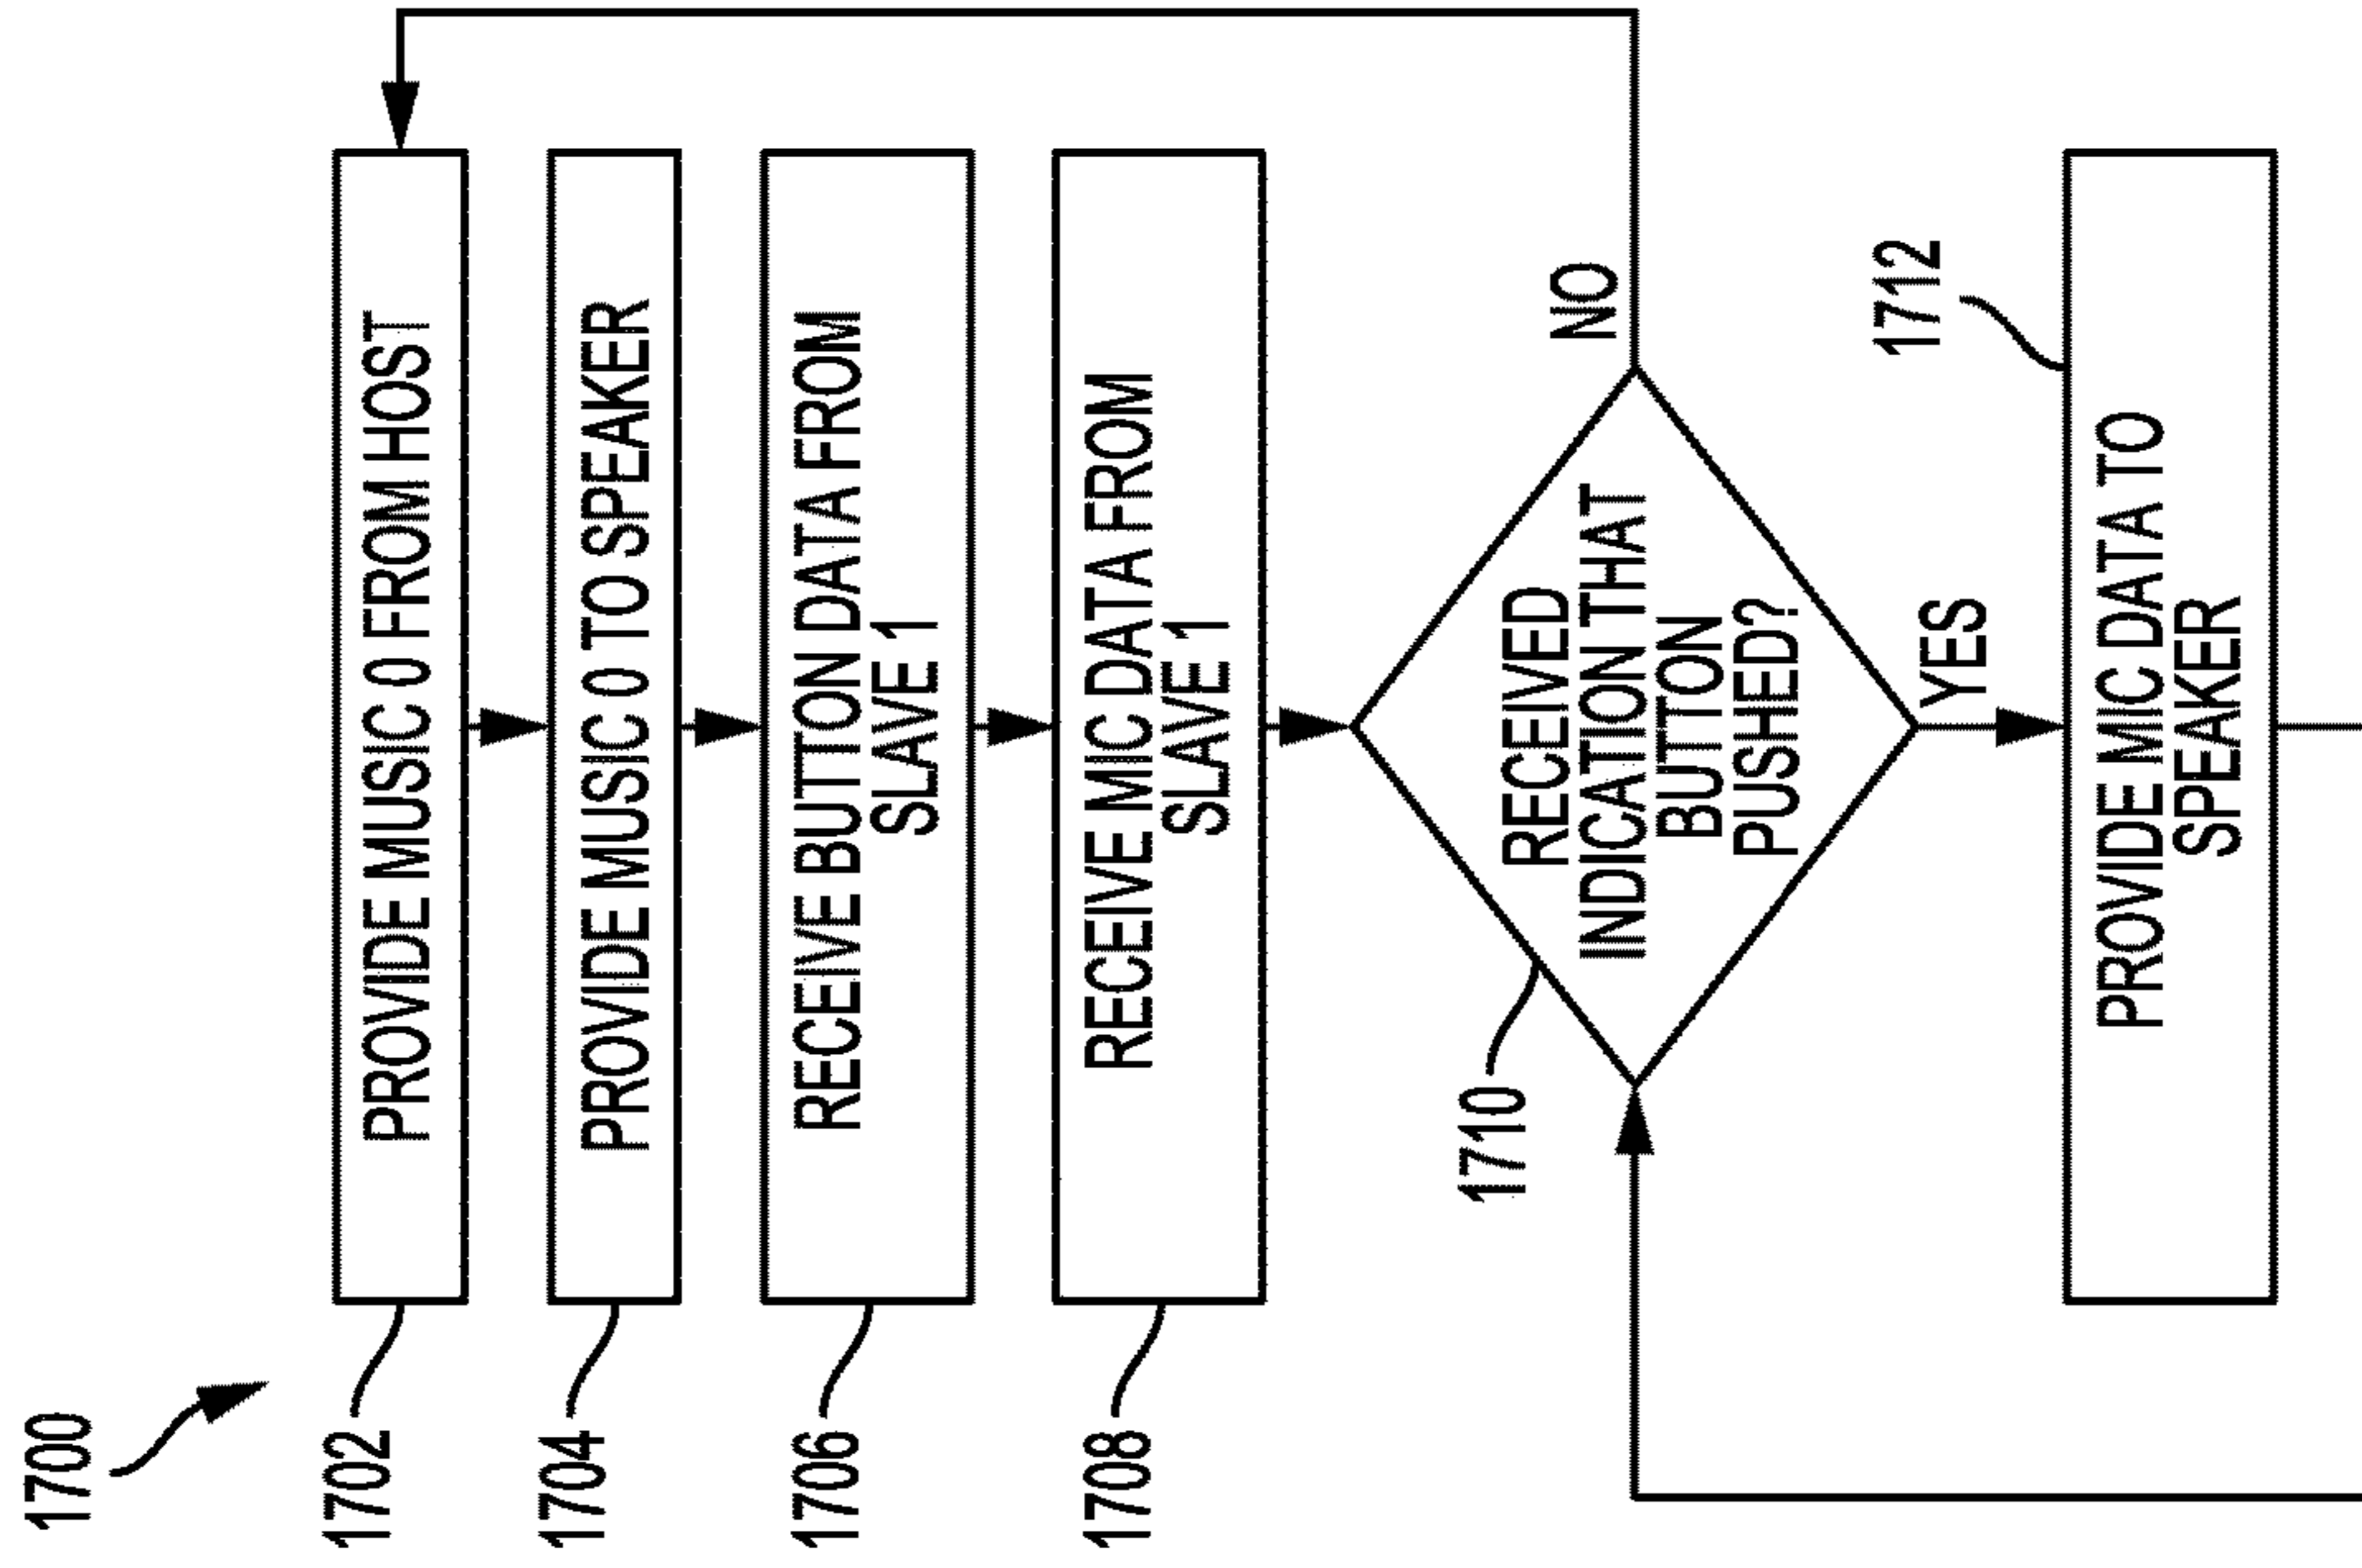 1700
1702
PROVIDE MUSIC 0 FROM HOST
1704
PROVIDE MUSIC 0 TO SPEAKER
1706
RECEIVE BUTTON DATA FROM
SLAVE 1
1708
RECEIVE MIC DATA FROM
SLAVE 1
1710
RECEIVED
INDICATION THAT
BUTTON
PUSHED?
NO
YES
1712
PROVIDE MIC DATA TO
SPEAKER